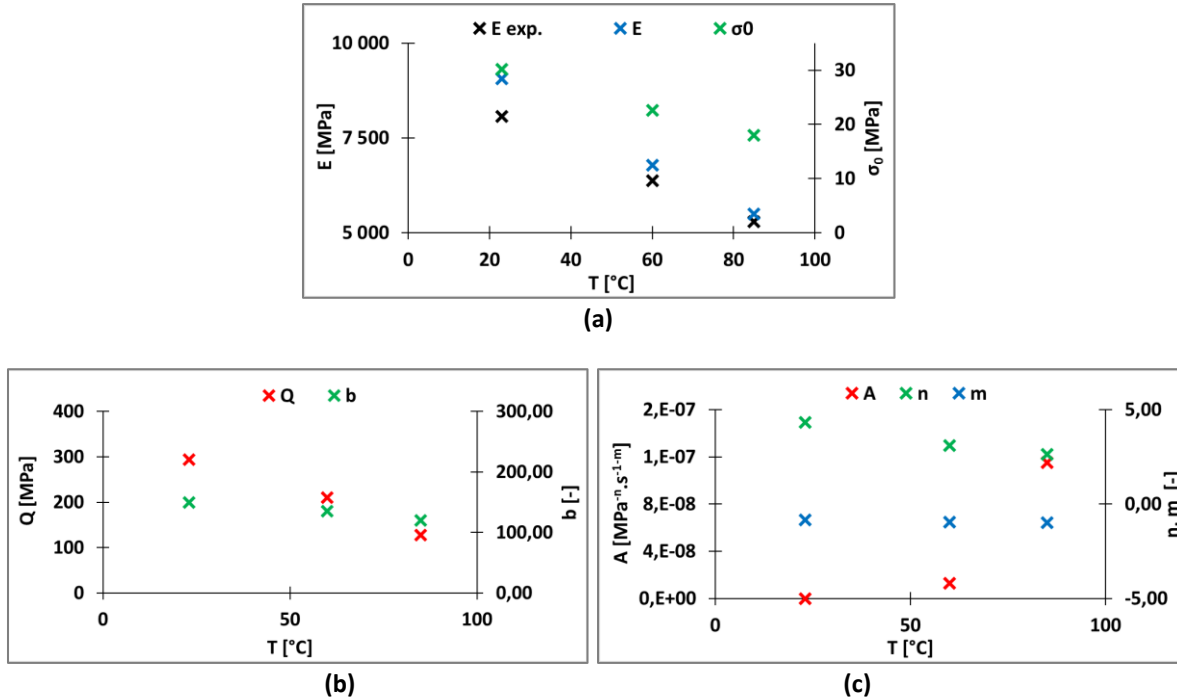 E exp. E σ0
10 000
7 500
5 000
E [MPa]
30
20
10
0
σ₀ [MPa]
0 20 40 60 80 100
T [°C]
(a)
Q b
400
300
200
100
0
Q [MPa]
300,00
200,00
100,00
0,00
b [-]
0 50 100
T [°C]
(b)
A n m
2,E-07
1,E-07
8,E-08
4,E-08
0,E+00
A [MPa⁻ⁿ.s⁻¹⁻ᵐ]
5,00
0,00
-5,00
n, m [-]
0 50 100
T [°C]
(c)